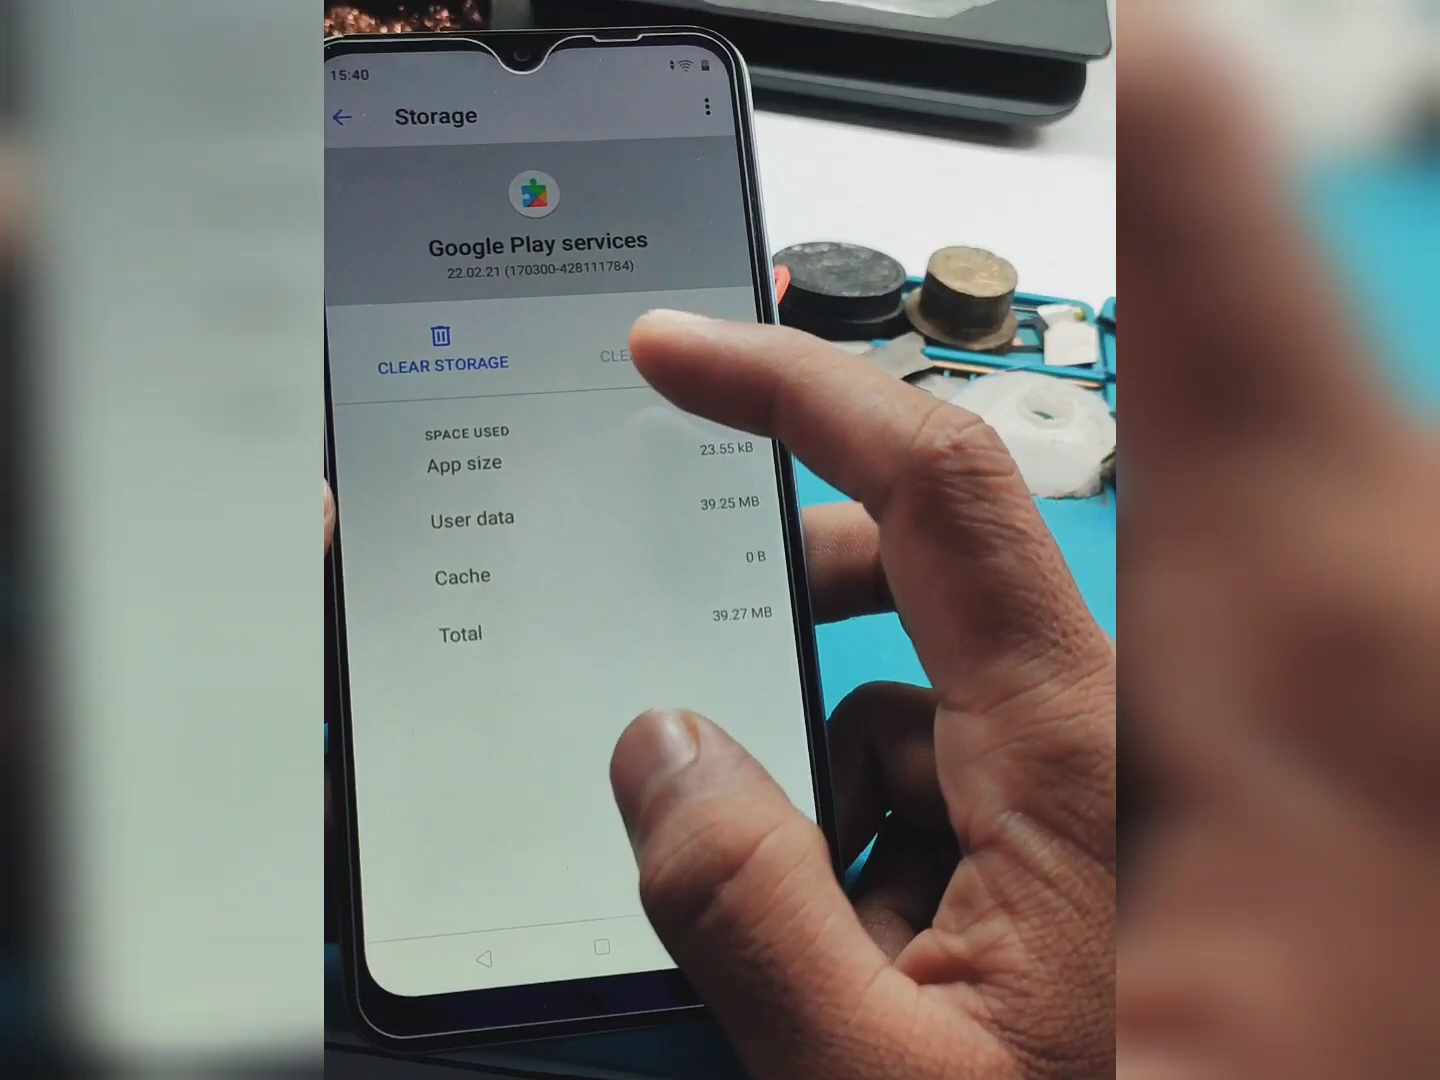 15:40
Storage
Google Play services
22.02.21 (170300-428111784)
CLEAR STORAGE
SPACE USED
App size
23.55 kB
User data
39.25 MB
Cache
0 B
Total
39.27 MB